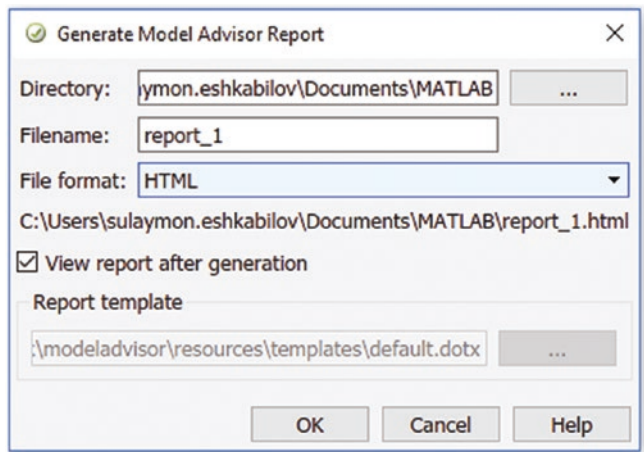 Generate Model Advisor Report
Directory: ymon.eshkabilov\Documents\MATLAB ...
Filename: report_1
File format: HTML
C:\Users\sulaymon.eshkabilov\Documents\MATLAB\report_1.html
View report after generation
Report template
:\modeladvisor\resources\templates\default.dotx ...
OK Cancel Help